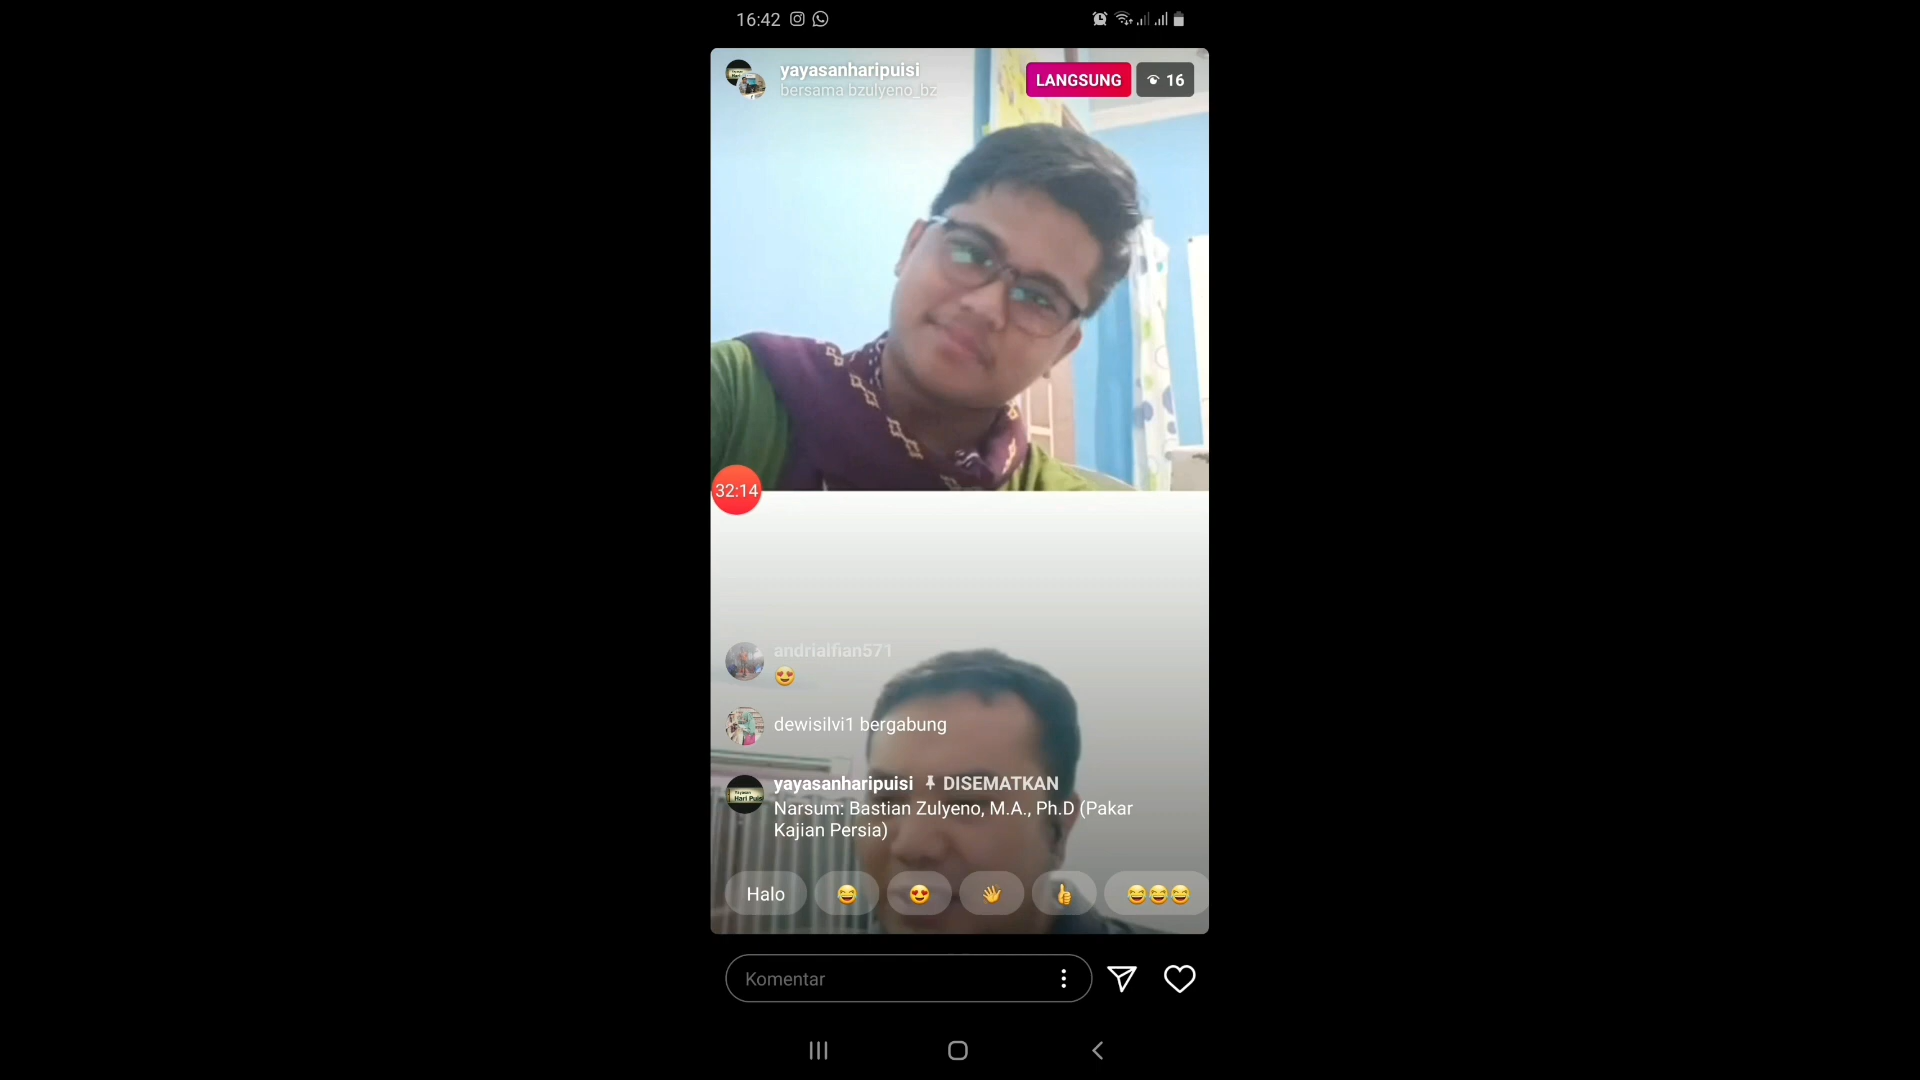 16:42
yayasanharipuisi
bersama bzulyeno_bz
LANGSUNG
16
32:14
andrialfian571
dewisilvi1 bergabung
yayasanharipuisi DISEMATKAN
Narsum: Bastian Zulyeno, M.A., Ph.D (Pakar
Kajian Persia)
Halo
Komentar